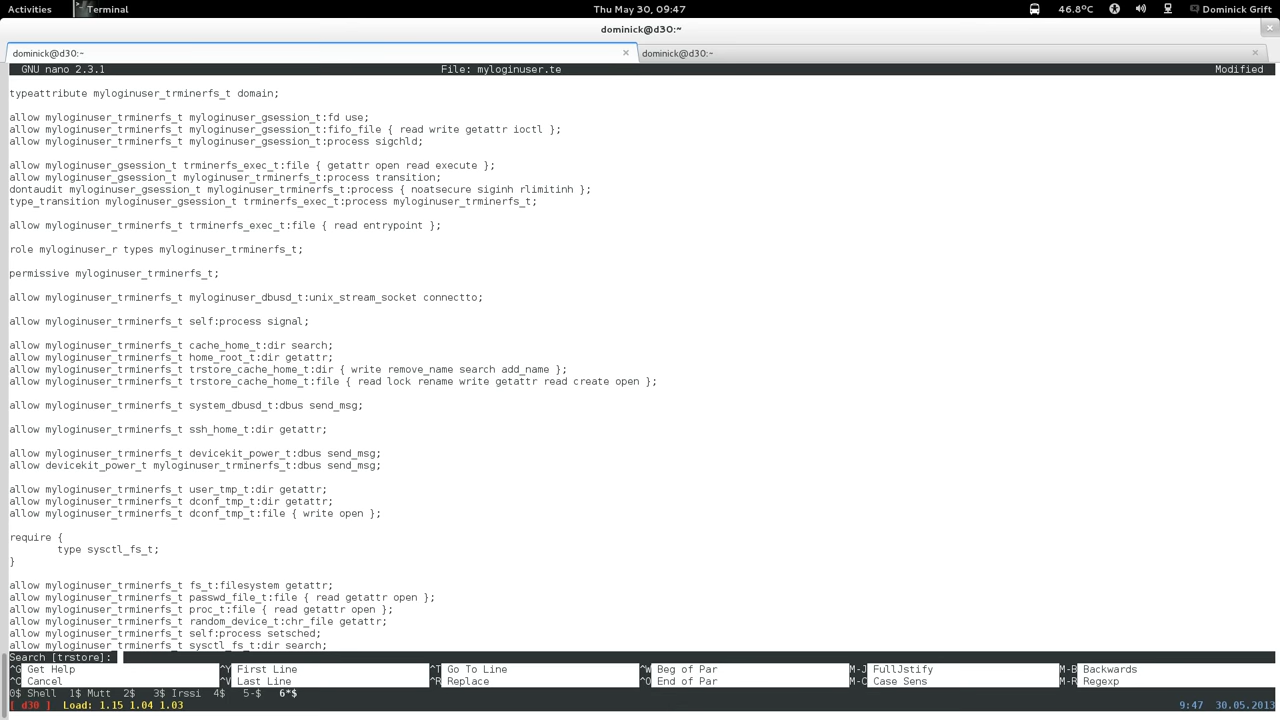 Activities Terminal Thu May 30, 09:47 46.8ºC Dominick Grift
dominick@d30:~
dominick@d30:~ × dominick@d30:~ ×
GNU nano 2.3.1 File: myloginuser.te Modified
typeattribute myloginuser_trminerfs_t domain;
allow myloginuser_trminerfs_t myloginuser_gsession_t:fd use;
allow myloginuser_trminerfs_t myloginuser_gsession_t:fifo_file { read write getattr ioctl };
allow myloginuser_trminerfs_t myloginuser_gsession_t:process sigchld;
allow myloginuser_gsession_t trminerfs_exec_t:file { getattr open read execute };
allow myloginuser_gsession_t myloginuser_trminerfs_t:process transition;
dontaudit myloginuser_gsession_t myloginuser_trminerfs_t:process { noatsecure siginh rlimitinh };
type_transition myloginuser_gsession_t trminerfs_exec_t:process myloginuser_trminerfs_t;
allow myloginuser_trminerfs_t trminerfs_exec_t:file { read entrypoint };
role myloginuser_r types myloginuser_trminerfs_t;
permissive myloginuser_trminerfs_t;
allow myloginuser_trminerfs_t myloginuser_dbusd_t:unix_stream_socket connectto;
allow myloginuser_trminerfs_t self:process signal;
allow myloginuser_trminerfs_t cache_home_t:dir search;
allow myloginuser_trminerfs_t home_root_t:dir getattr;
allow myloginuser_trminerfs_t trstore_cache_home_t:dir { write remove_name search add_name };
allow myloginuser_trminerfs_t trstore_cache_home_t:file { read lock rename write getattr read create open };
allow myloginuser_trminerfs_t system_dbusd_t:dbus send_msg;
allow myloginuser_trminerfs_t ssh_home_t:dir getattr;
allow myloginuser_trminerfs_t devicekit_power_t:dbus send_msg;
allow devicekit_power_t myloginuser_trminerfs_t:dbus send_msg;
allow myloginuser_trminerfs_t user_tmp_t:dir getattr;
allow myloginuser_trminerfs_t dconf_tmp_t:dir getattr;
allow myloginuser_trminerfs_t dconf_tmp_t:file { write open };
require {
type sysctl_fs_t;
}
allow myloginuser_trminerfs_t fs_t:filesystem getattr;
allow myloginuser_trminerfs_t passwd_file_t:file { read getattr open };
allow myloginuser_trminerfs_t proc_t:file { read getattr open };
allow myloginuser_trminerfs_t random_device_t:chr_file getattr;
allow myloginuser_trminerfs_t self:process setsched;
allow myloginuser_trminerfs_t sysctl_fs_t:dir search;
Search [trstore]:
^G Get Help ^Y First Line ^T Go To Line ^W Beg of Par M-J FullJstify M-B Backwards
^C Cancel ^V Last Line ^R Replace ^O End of Par M-C Case Sens M-R Regexp
0$ Shell 1$ Mutt 2$ 3$ Irssi 4$ 5-$ 6*$
[ d30 ] Load: 1.15 1.04 1.03 9:47 30.05.2013